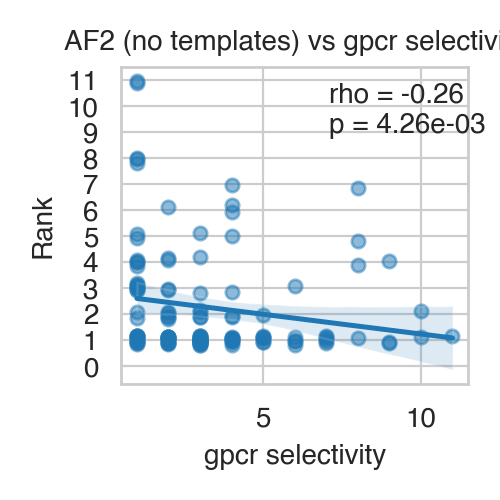 AF2 (no templates) vs gpcr selectivi
rho = -0.26
p = 4.26e-03
11
10
9
8
7
6
5
4
3
2
1
0
Rank
5 10
gpcr selectivity